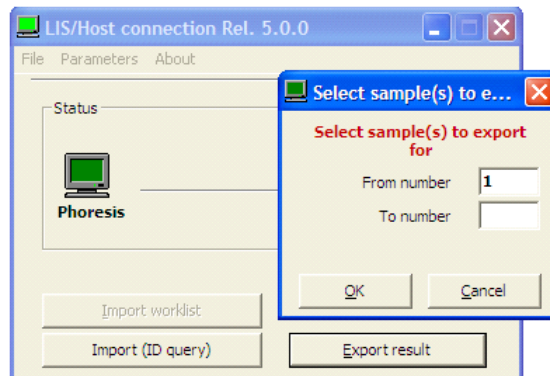 LIS/Host connection Rel. 5.0.0
File Parameters About
Status
Phoresis
Import worklist
Import (ID query)
Export result
Select sample(s) to e...
Select sample(s) to export
for
From number 1
To number
OK Cancel